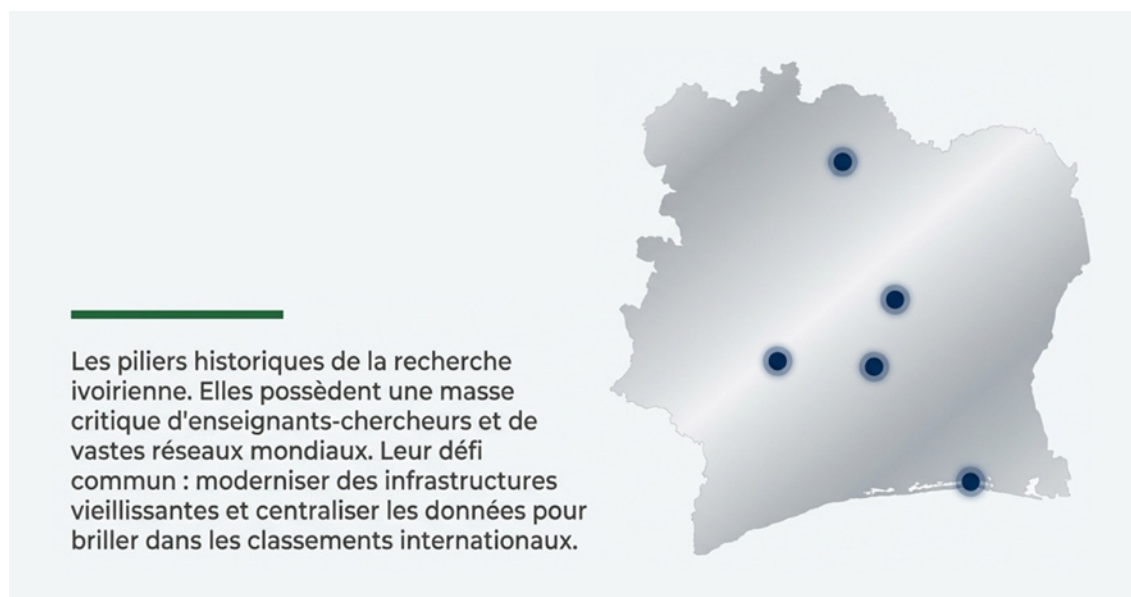 Les piliers historiques de la recherche
ivoirienne. Elles possèdent une masse
critique d'enseignants-chercheurs et de
vastes réseaux mondiaux. Leur défi
commun : moderniser des infrastructures
vieillissantes et centraliser les données pour
briller dans les classements internationaux.